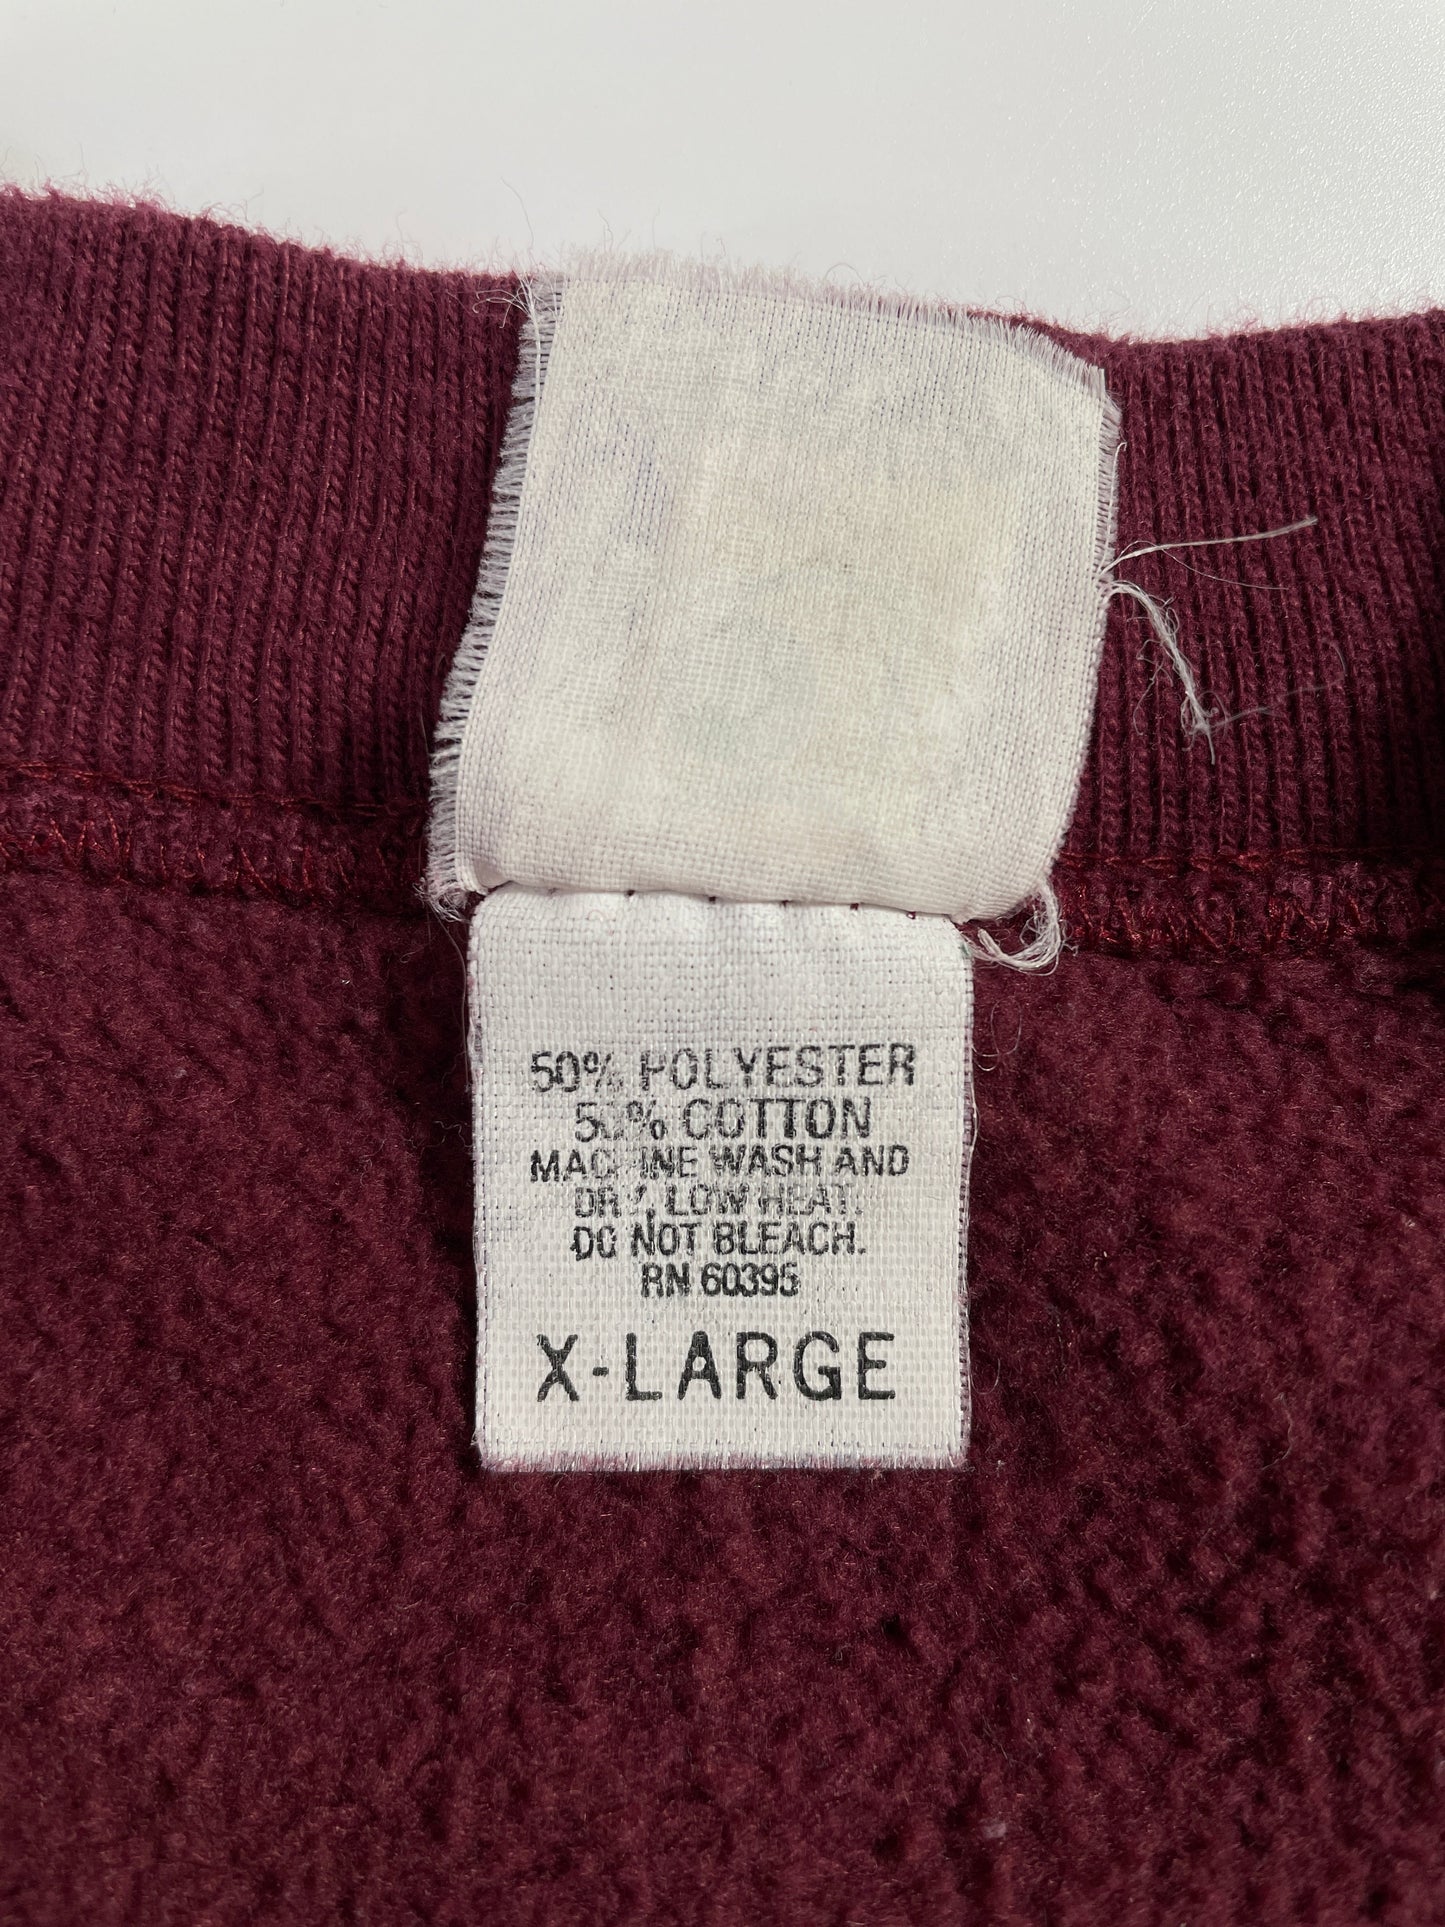 50% POLYESTER
50% COTTON
MACHINE WASH AND
DRY, LOW HEAT.
DO NOT BLEACH.
RN 60395
X-LARGE